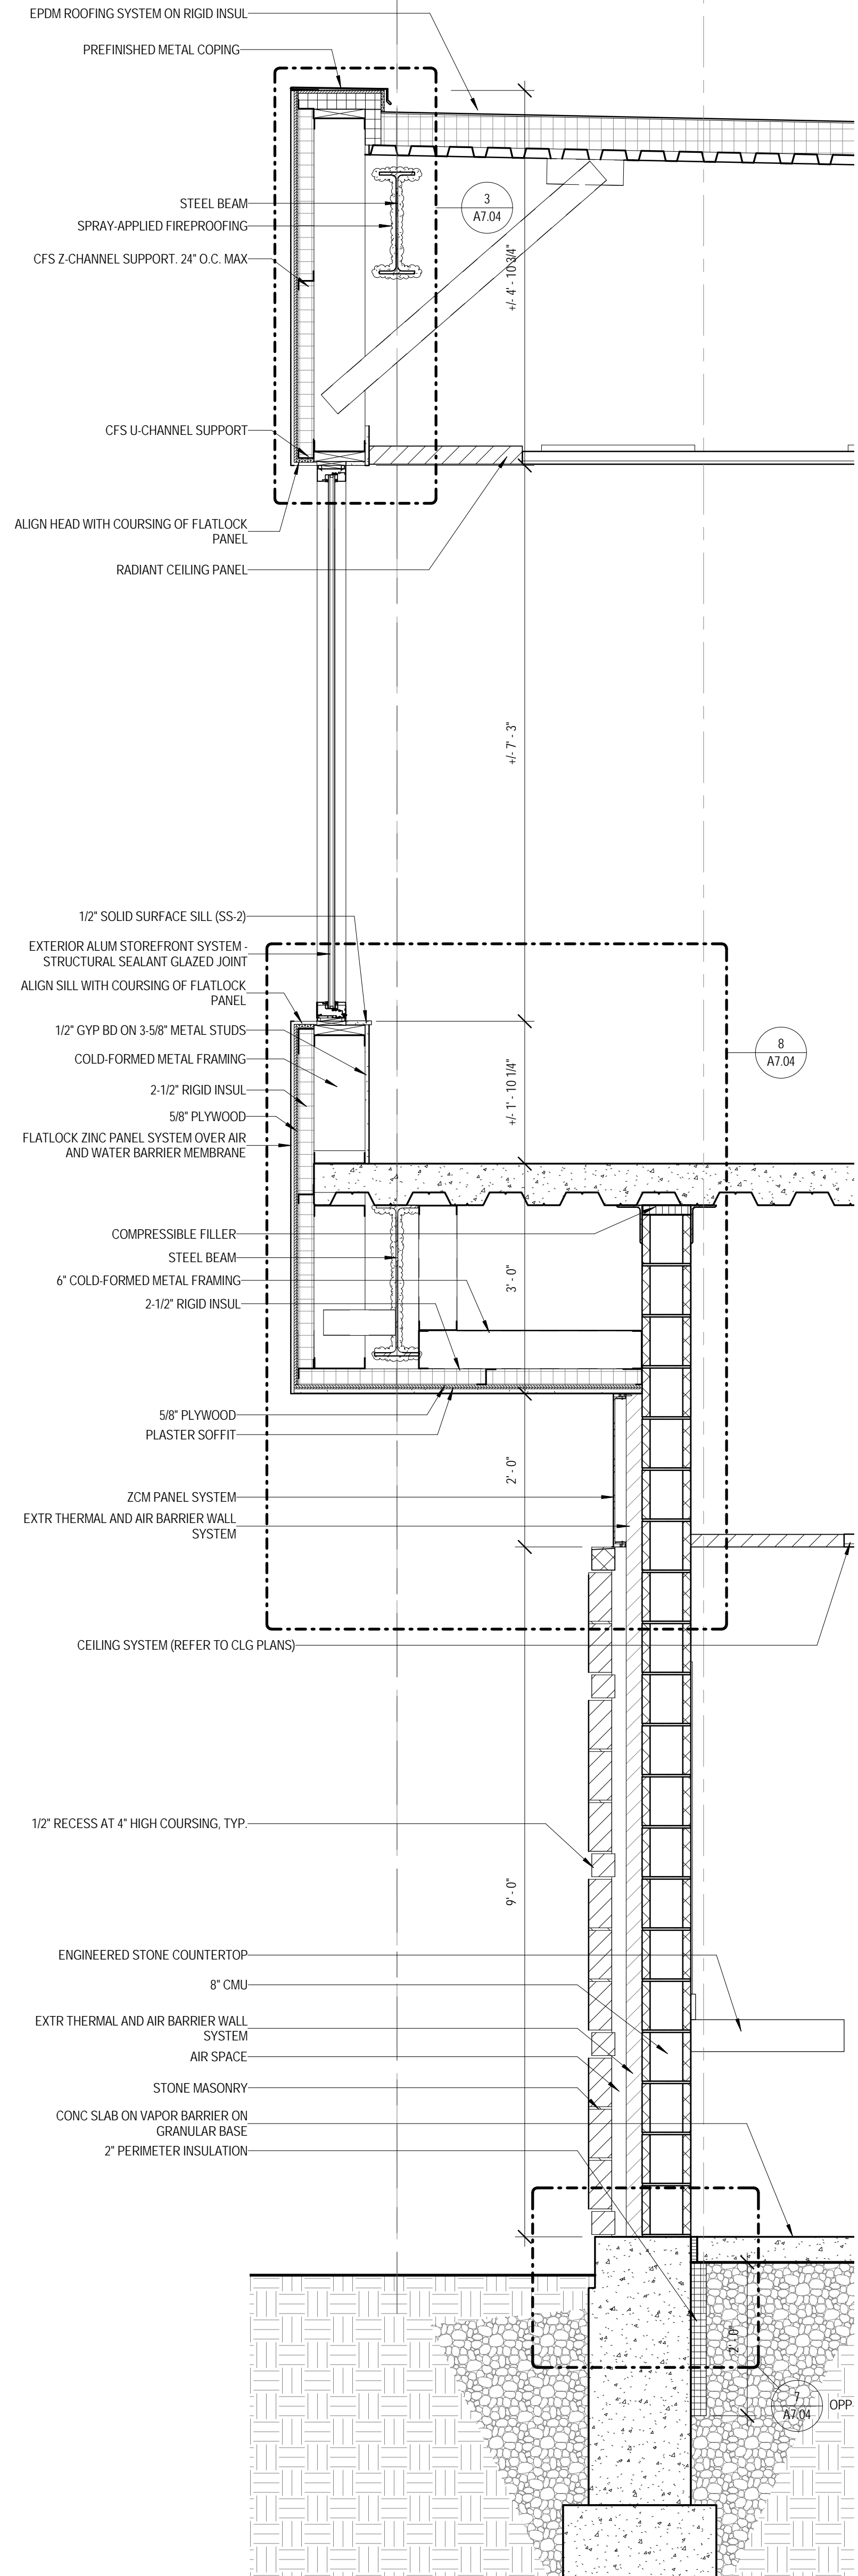 EPDM ROOFING SYSTEM ON RIGID INSUL
PREFINISHED METAL COPING
STEEL BEAM
3
A7.04
SPRAY-APPLIED FIREPROOFING
CFS Z-CHANNEL SUPPORT. 24" O.C. MAX
+/- 4' - 10 3/4"
CFS U-CHANNEL SUPPORT
ALIGN HEAD WITH COURSING OF FLATLOCK
PANEL
RADIANT CEILING PANEL
+/- 7' - 3"
1/2" SOLID SURFACE SILL (SS-2)
EXTERIOR ALUM STOREFRONT SYSTEM -
STRUCTURAL SEALANT GLAZED JOINT
ALIGN SILL WITH COURSING OF FLATLOCK
PANEL
1/2" GYP BD ON 3-5/8" METAL STUDS
8
A7.04
COLD-FORMED METAL FRAMING
+/- 1' - 10 1/4"
2-1/2" RIGID INSUL
5/8" PLYWOOD
FLATLOCK ZINC PANEL SYSTEM OVER AIR
AND WATER BARRIER MEMBRANE
COMPRESSIBLE FILLER
STEEL BEAM
6" COLD-FORMED METAL FRAMING
3' - 0"
2-1/2" RIGID INSUL
5/8" PLYWOOD
PLASTER SOFFIT
2' - 0"
ZCM PANEL SYSTEM
EXTR THERMAL AND AIR BARRIER WALL
SYSTEM
CEILING SYSTEM (REFER TO CLG PLANS)
1/2" RECESS AT 4" HIGH COURSING, TYP.
9' - 0"
ENGINEERED STONE COUNTERTOP
8" CMU
EXTR THERMAL AND AIR BARRIER WALL
SYSTEM
AIR SPACE
STONE MASONRY
CONC SLAB ON VAPOR BARRIER ON
GRANULAR BASE
2" PERIMETER INSULATION
2' - 0"
7
A7.04
OPP